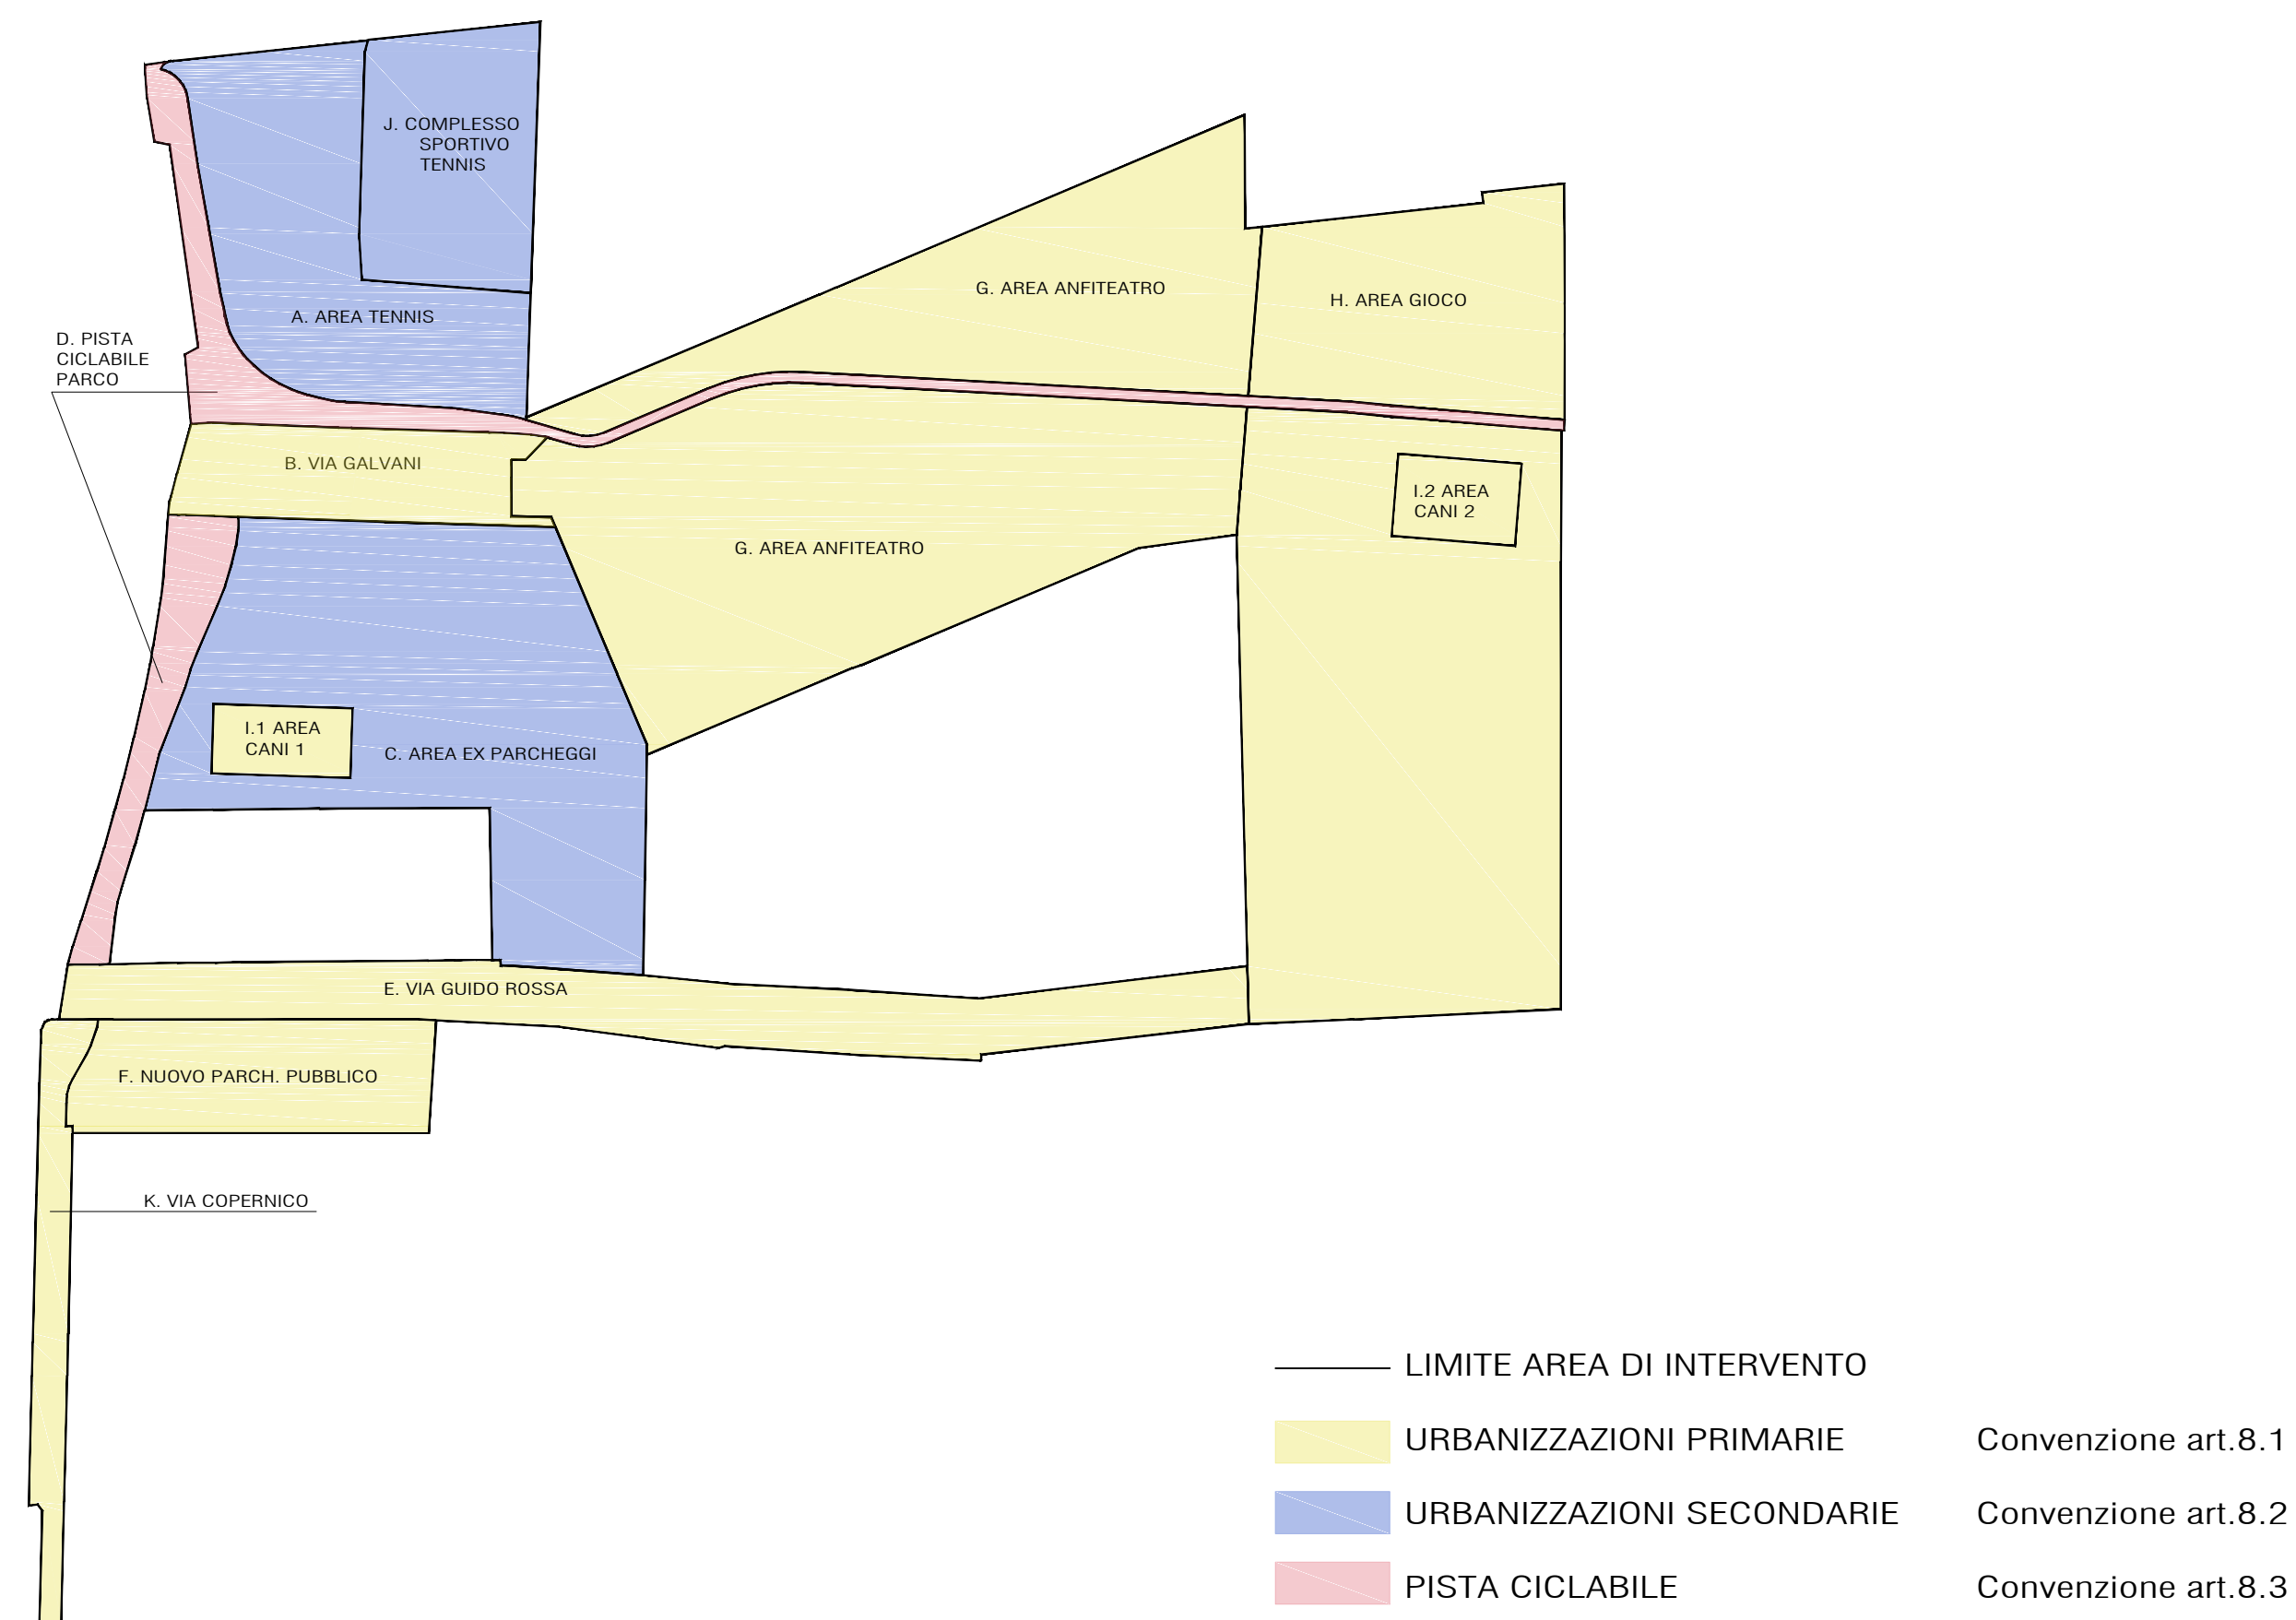 J. COMPLESSO
SPORTIVO
TENNIS
G. AREA ANFITEATRO
H. AREA GIOCO
A. AREA TENNIS
D. PISTA
CICLABILE
PARCO
B. VIA GALVANI
I.2 AREA
CANI 2
G. AREA ANFITEATRO
I.1 AREA
CANI 1
C. AREA EX PARCHEGGI
E. VIA GUIDO ROSSA
F. NUOVO PARCH. PUBBLICO
K. VIA COPERNICO
LIMITE AREA DI INTERVENTO
URBANIZZAZIONI PRIMARIE Convenzione art.8.1
URBANIZZAZIONI SECONDARIE Convenzione art.8.2
PISTA CICLABILE Convenzione art.8.3